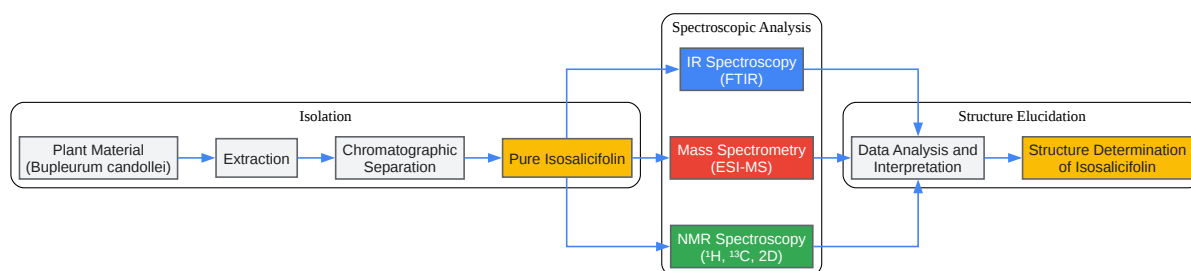 Spectroscopic Analysis
IR Spectroscopy
(FTIR)
Isolation
Structure Elucidation
Plant Material
(Bupleurum candollei)
Extraction
Chromatographic
Separation
Pure Isosalicifolin
Mass Spectrometry
(ESI-MS)
Data Analysis and
Interpretation
Structure Determination
of Isosalicifolin
NMR Spectroscopy
(¹H, ¹³C, 2D)